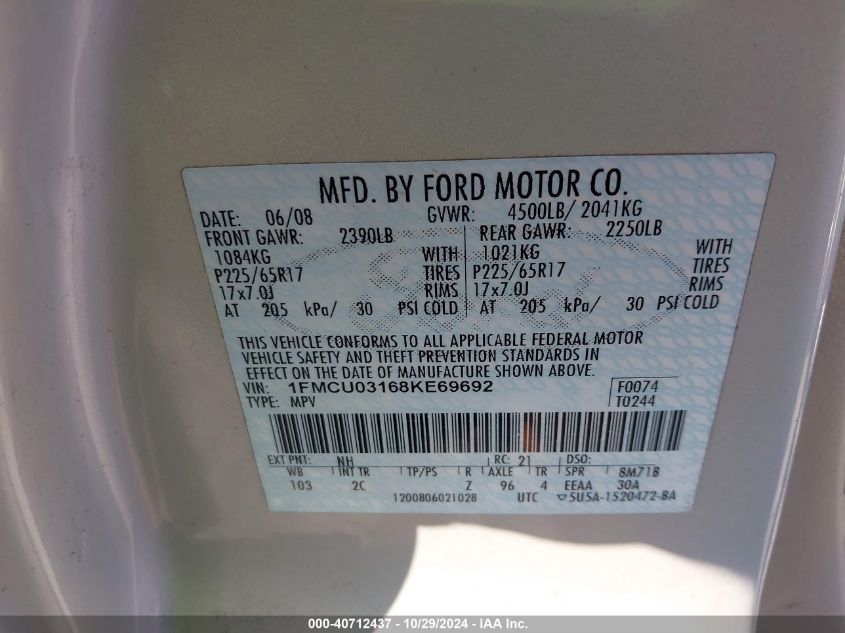 MFD. BY FORD MOTOR CO.
DATE: 06/08 GVWR: 4500LB/ 2041KG
FRONT GAWR: 2390LB REAR GAWR: 2250LB
1084KG WITH 1021KG WITH
P225/65R17 TIRES P225/65R17 TIRES
17x7.0J RIMS 17x7.0J RIMS
AT 205 kPa/ 30 PSI COLD AT 205 kPa/ 30 PSI COLD
THIS VEHICLE CONFORMS TO ALL APPLICABLE FEDERAL MOTOR
VEHICLE SAFETY AND THEFT PREVENTION STANDARDS IN
EFFECT ON THE DATE OF MANUFACTURE SHOWN ABOVE.
VIN: 1FMCU03168KE69692 F0074
TYPE: MPV T0244
EXT PNT: NH RC: 21 DSO:
WB INT TR TP/PS R AXLE TR SPR 8M71B
103 2C Z 96 4 EEAA 30A
1200806021028 UTC ▽5U5A-1520472-BA
000-40712437 - 10/29/2024 - IAA Inc.